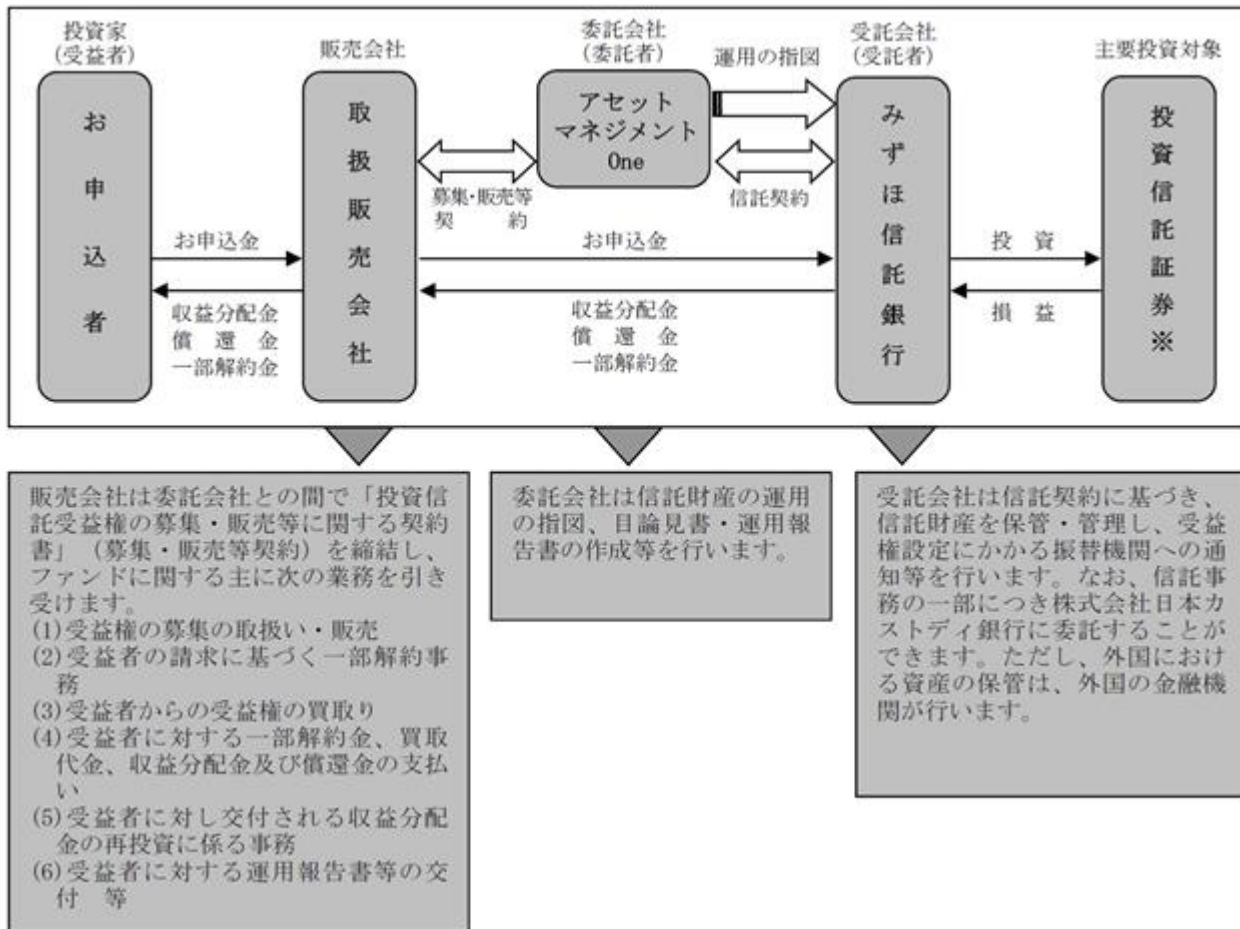 投資家
(受益者)
お申込者
販売会社
取扱販売会社
委託会社
(委託者)
アセット
マネジメント
One
運用の指図
受託会社
(受託者)
みずほ信託銀行
主要投資対象
投資信託証券※
募集・販売等
契　約
信託契約
お申込金
収益分配金
償　還　金
一部解約金
お申込金
収益分配金
償　還　金
一部解約金
投　資
損　益
販売会社は委託会社との間で「投資信
託受益権の募集・販売等に関する契約
書」（募集・販売等契約）を締結し、
ファンドに関する主に次の業務を引き
受けます。
(1)受益権の募集の取扱い・販売
(2)受益者の請求に基づく一部解約事
務
(3)受益者からの受益権の買取り
(4)受益者に対する一部解約金、買取
代金、収益分配金及び償還金の支払
い
(5)受益者に対し交付される収益分配
金の再投資に係る事務
(6)受益者に対する運用報告書等の交
付　等
委託会社は信託財産の運用
の指図、目論見書・運用報
告書の作成等を行います。
受託会社は信託契約に基づき、
信託財産を保管・管理し、受益
権設定にかかる振替機関への通
知等を行います。なお、信託事
務の一部につき株式会社日本カ
ストディ銀行に委託することが
できます。ただし、外国におけ
る資産の保管は、外国の金融機
関が行います。